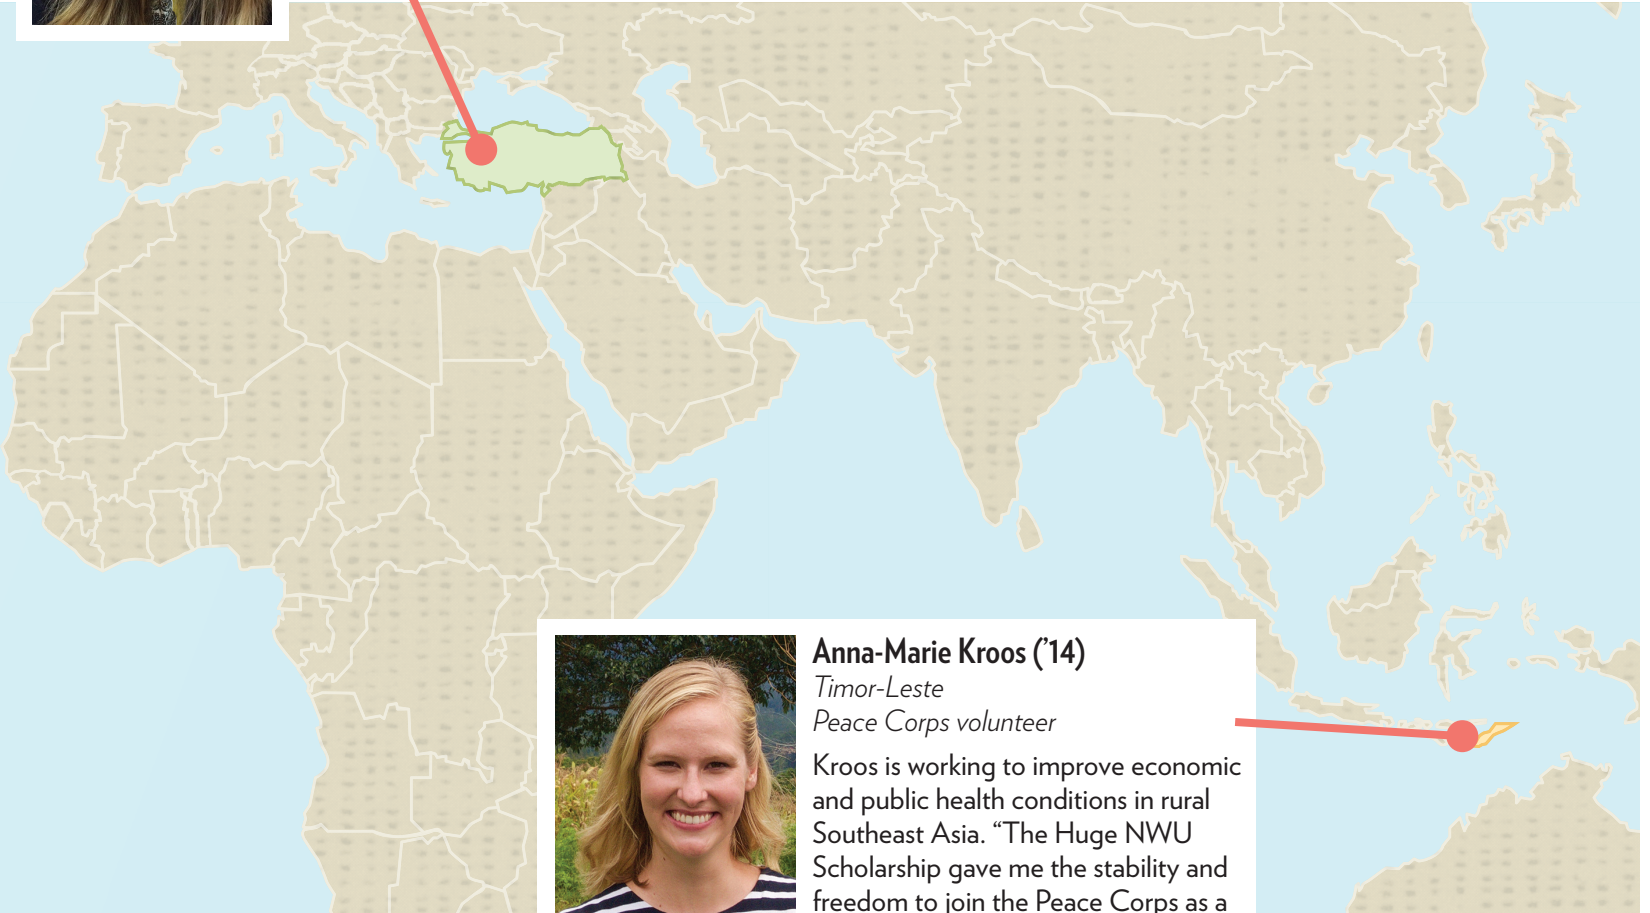 Anna-Marie Kroos (’14)
Timor-Leste
Peace Corps volunteer
Kroos is working to improve economic
and public health conditions in rural
Southeast Asia. “The Huge NWU
Scholarship gave me the stability and
freedom to join the Peace Corps as a